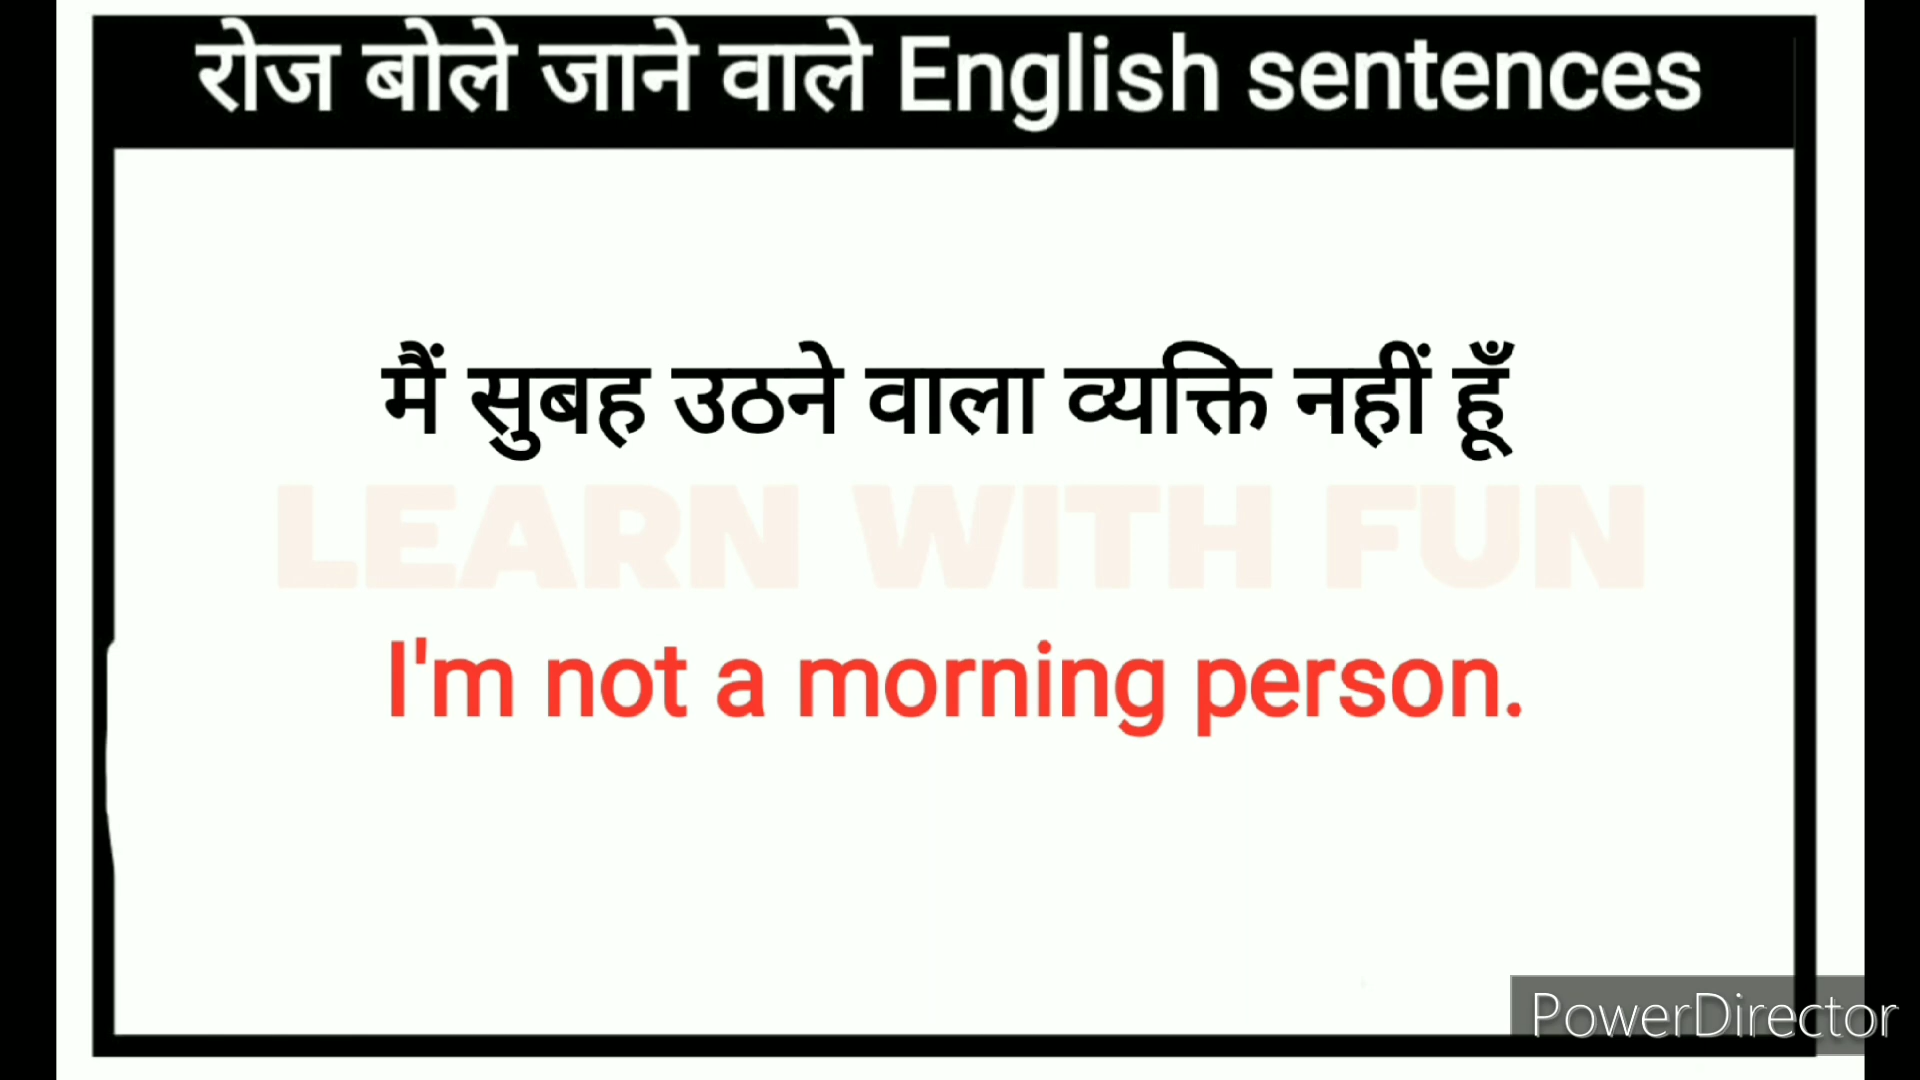 रोज बोले जाने वाले English sentences
मैं सुबह उठने वाला व्यक्ति नहीं हूँ
LEARN WITH FUN
I'm not a morning person.
PowerDirector